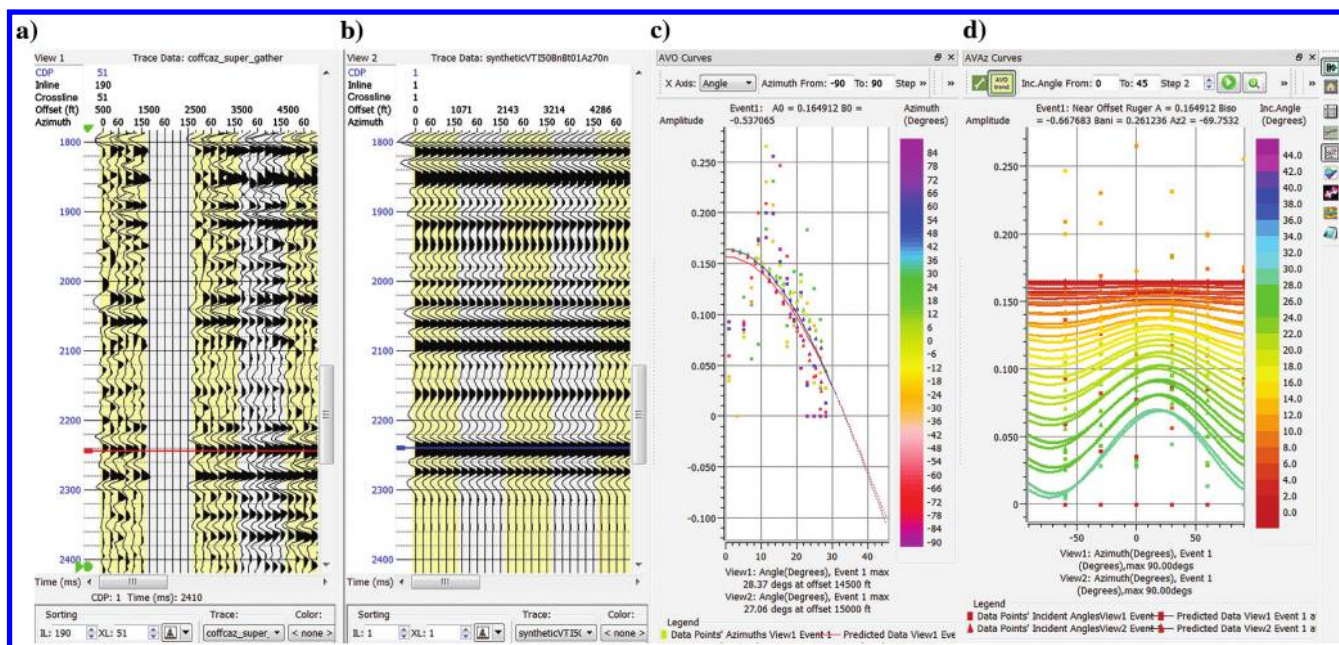 a)
View 1 Trace Data: coffcaz_super_gather
CDP 51
Inline 190
Crossline 51
Offset (ft) 500 1500 2500 3500 4500
Azimuth 0 60 0 60 0 60 0 60 0 60
1800
1900
2000
2100
2200
2300
2400
Time (ms)
CDP: 1 Time (ms): 2410
Sorting Trace: Color:
IL: 190 XL: 51 coffcaz_super_ < none >
b)
View 2 Trace Data: syntheticVTI50BnBt01Az70n
CDP 1
Inline 1
Crossline 1
Offset (ft) 0 1071 2143 3214 4286
Azimuth 0 60 0 60 0 60 0 60 0 60
1800
1900
2000
2100
2200
2300
2400
Time (ms)
Sorting Trace: Color:
IL: 1 XL: 1 < none >
c)
AVO Curves
X Axis: Angle Azimuth From: -90 To: 90 Step »
Event1: A0 = 0.164912 B0 =
-0.537065
Amplitude
Azimuth
(Degrees)
0.250
0.200
0.150
0.100
0.050
0
-0.050
-0.100
0 10 20 30 40
84
78
72
66
60
54
48
42
36
30
24
18
12
6
0
-6
-12
-18
-24
-30
-36
-42
-48
-54
-60
-66
-72
-78
-84
-90
View1: Angle(Degrees), Event 1 max
28.37 degs at offset 14500 ft
View2: Angle(Degrees), Event 1 max
27.06 degs at offset 15000 ft
Legend
Data Points' Azimuths View1 Event 1 Predicted Data View1 Eve
d)
AVAz Curves
AVO trend Inc.Angle From: 0 To: 45 Step 2
Event1: Near Offset Ruger A = 0.164912 Biso
= -0.667683 Bani = 0.261236 Az2 = -69.7532
Amplitude
Inc.Angle
(Degrees)
0.250
0.200
0.150
0.100
0.050
0
-50 0 50
44.0
42.0
40.0
38.0
36.0
34.0
32.0
30.0
28.0
26.0
24.0
22.0
20.0
18.0
16.0
14.0
12.0
10.0
8.0
6.0
4.0
2.0
0.0
View1: Azimuth(Degrees), Event 1
(Degrees),max 90.00degs
View2: Azimuth(Degrees), Event 1
(Degrees),max 90.00degs
Legend
Data Points' Incident AnglesView1 Event Predicted Data View1 Event 1 a
Data Points' Incident AnglesView2 Event Predicted Data View2 Event 1 a